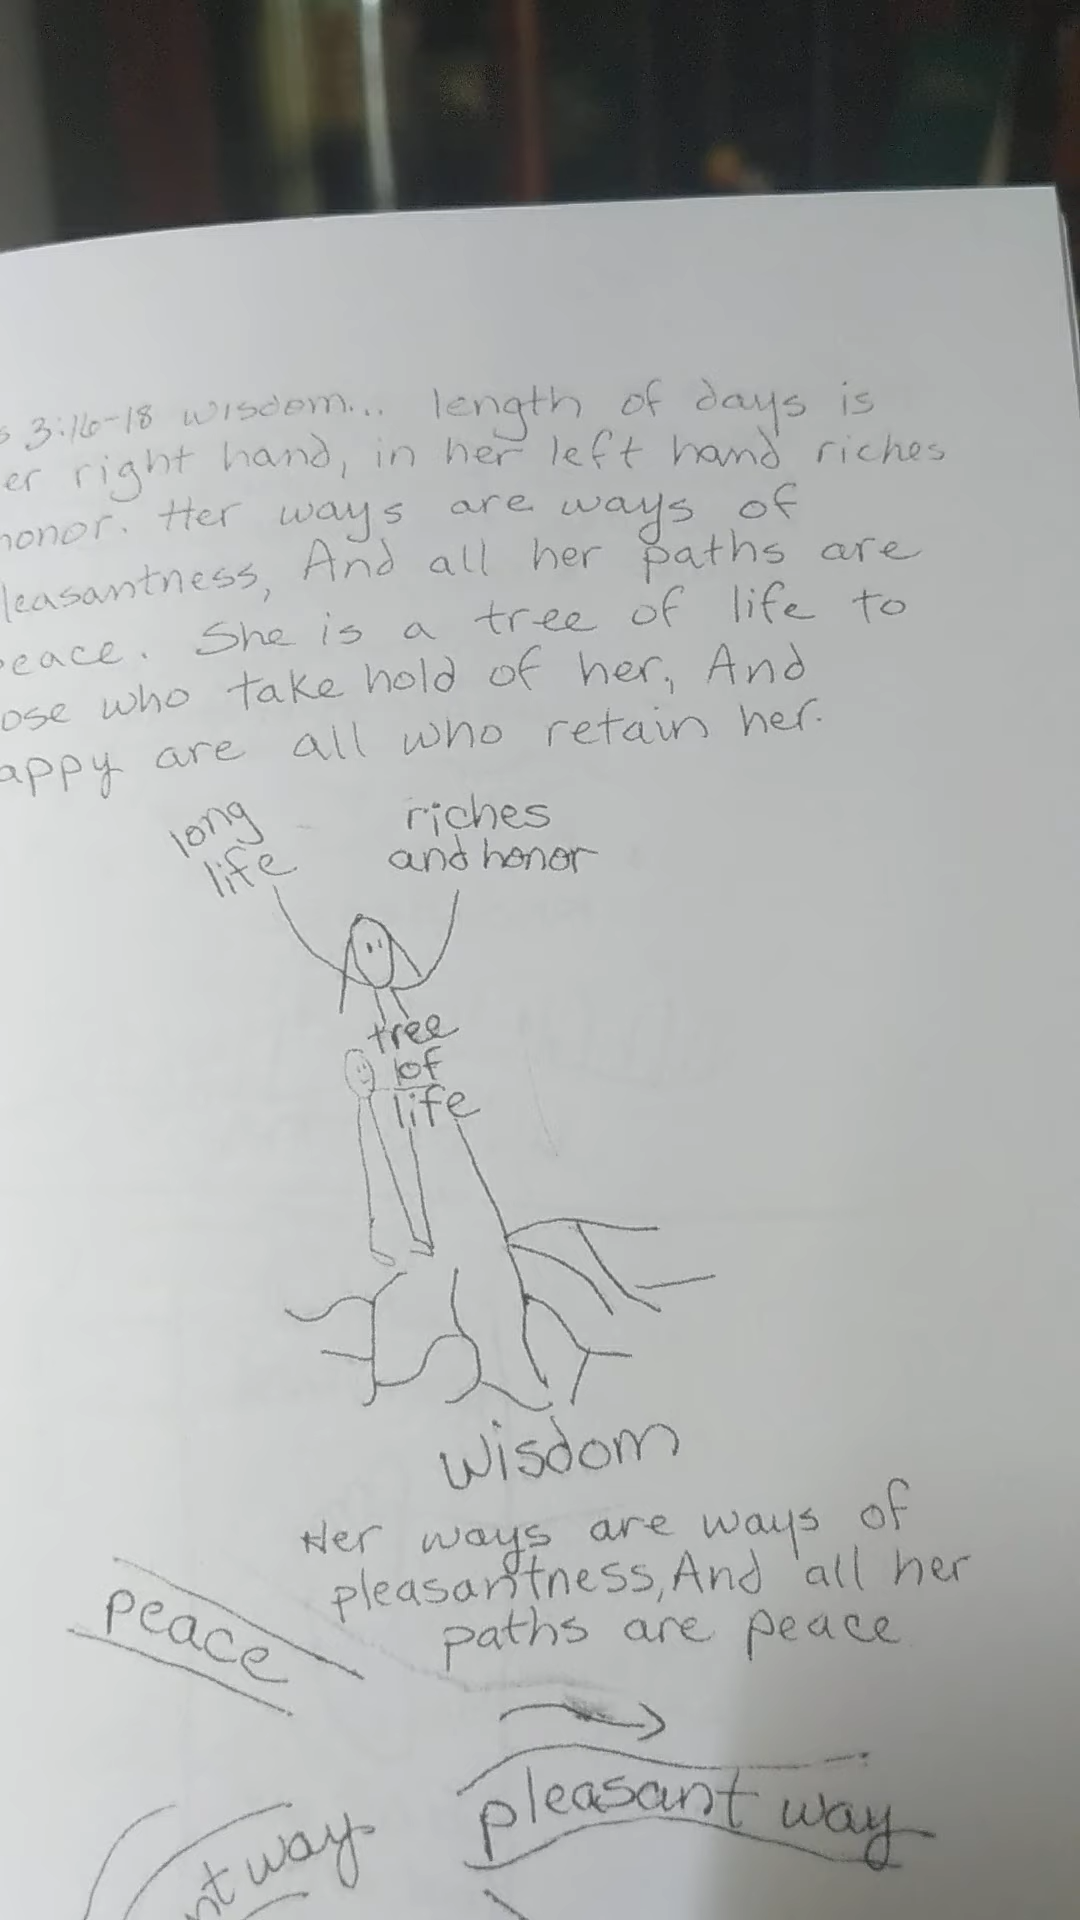 3:16-18 wisdom... length of days is
er right hand, in her left hand riches
honor. Her ways are ways of
leasantness, And all her paths are
eace. She is a tree of life to
ose who take hold of her, And
appy are all who retain her.
long
life
riches
and honor
tree
of
life
wisdom
Her ways are ways of
pleasantness, And all her
paths are peace
peace
pleasant way
nt way